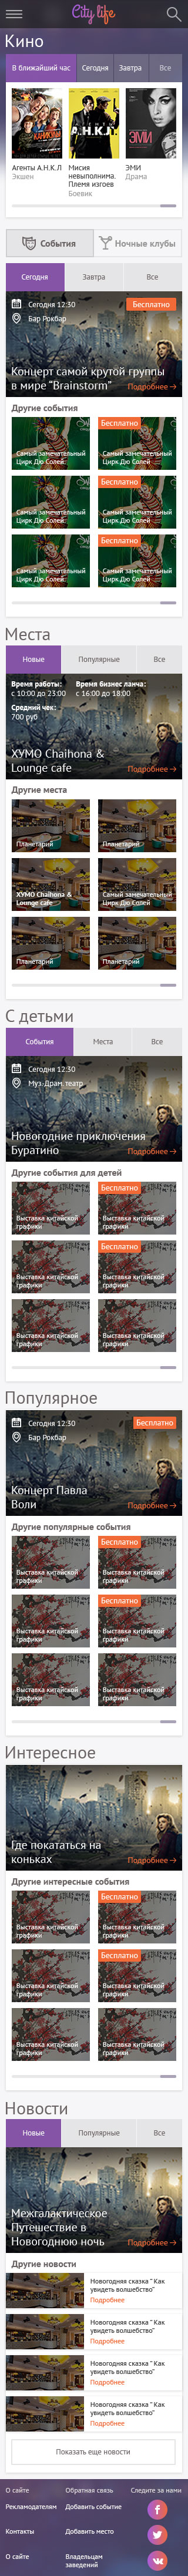 City life
Кино
В ближайший час Сегодня Завтра Все
А.Н.К.Л.
ЭМИ
Агенты А.Н.К.Л
Экшен
Мисия
невыполнима.
Племя изгоев
Боевик
ЭМИ
Драма
События Ночные клубы
Сегодня Завтра Все
Сегодня 12:30 Бесплатно
Бар Рокбар
Концерт самой крутой группы
в мире “Brainstorm” Подробнее →
Другие события
Бесплатно
Самый замечательный
Цирк Дю Солей
Самый замечательный
Цирк Дю Солей
Бесплатно
Самый замечательный
Цирк Дю Солей
Самый замечательный
Цирк Дю Солей
Бесплатно
Самый замечательный
Цирк Дю Солей
Самый замечательный
Цирк Дю Солей
Места
Новые Популярные Все
Время работы:
с 10:00 до 23:00
Время бизнес ланча:
с 16:00 до 18:00
Средний чек:
700 руб
ХУМО Chaihona &
Lounge cafe Подробнее →
Другие места
Планетарий
Планетарий
ХУМО Chaihona &
Lounge cafe
Самый замечательный
Цирк Дю Солей
Планетарий
Планетарий
С детьми
События Места Все
Сегодня 12:30
Муз-Драм театр
Новогодние приключения
Буратино Подробнее →
Другие события для детей
Бесплатно
Выставка китайской
графики
Выставка китайской
графики
Бесплатно
Выставка китайской
графики
Выставка китайской
графики
Выставка китайской
графики
Выставка китайской
графики
Популярное
Сегодня 12:30 Бесплатно
Бар Рокбар
Концерт Павла
Воли Подробнее →
Другие популярные события
Бесплатно
Выставка китайской
графики
Выставка китайской
графики
Бесплатно
Выставка китайской
графики
Выставка китайской
графики
Выставка китайской
графики
Выставка китайской
графики
Интересное
Где покататься на
коньках Подробнее →
Другие интересные события
Бесплатно
Выставка китайской
графики
Выставка китайской
графики
Бесплатно
Выставка китайской
графики
Выставка китайской
графики
Выставка китайской
графики
Выставка китайской
графики
Новости
Новые Популярные Все
Межгалактическое
Путешествие в
Новогоднюю ночь Подробнее →
Другие новости
Новогодняя сказка “ Как
увидеть волшебство”
Подробнее
Новогодняя сказка “ Как
увидеть волшебство”
Подробнее
Новогодняя сказка “ Как
увидеть волшебство”
Подробнее
Новогодняя сказка “ Как
увидеть волшебство”
Подробнее
Показать еще новости
О сайте Обратная связь Следите за нами
Рекламодателям Добавить событие
Контакты Добавить место
О сайте Владельцам
заведений